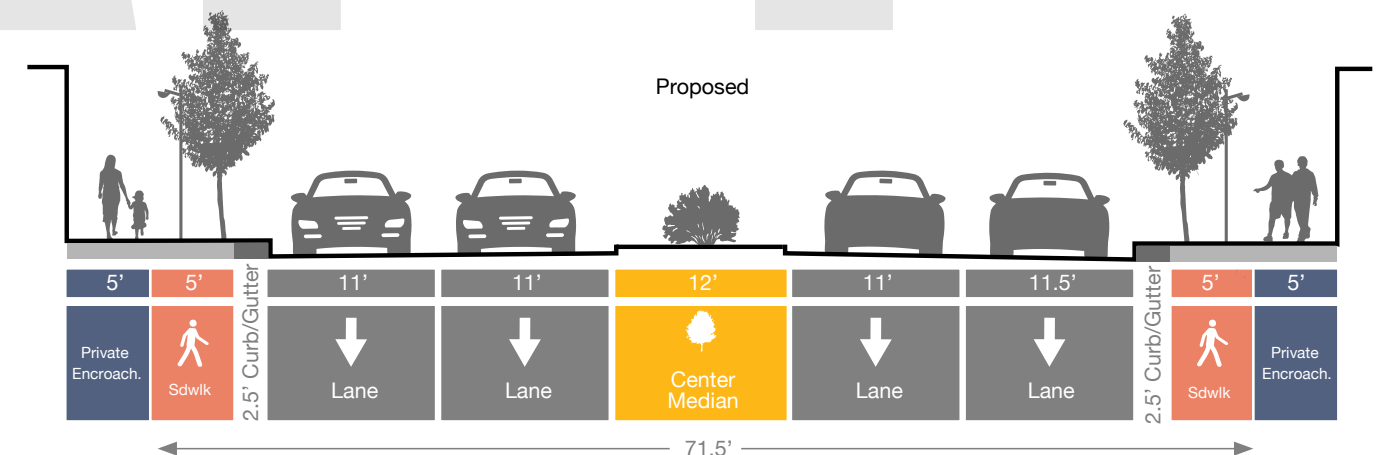 Proposed
5’
5’
2.5’ Curb/Gutter
11’
11’
12’
11’
11.5’
2.5’ Curb/Gutter
5’
5’
Private
Encroach.
Sdwlk
Lane
Lane
Center
Median
Lane
Lane
Sdwlk
Private
Encroach.
71.5’